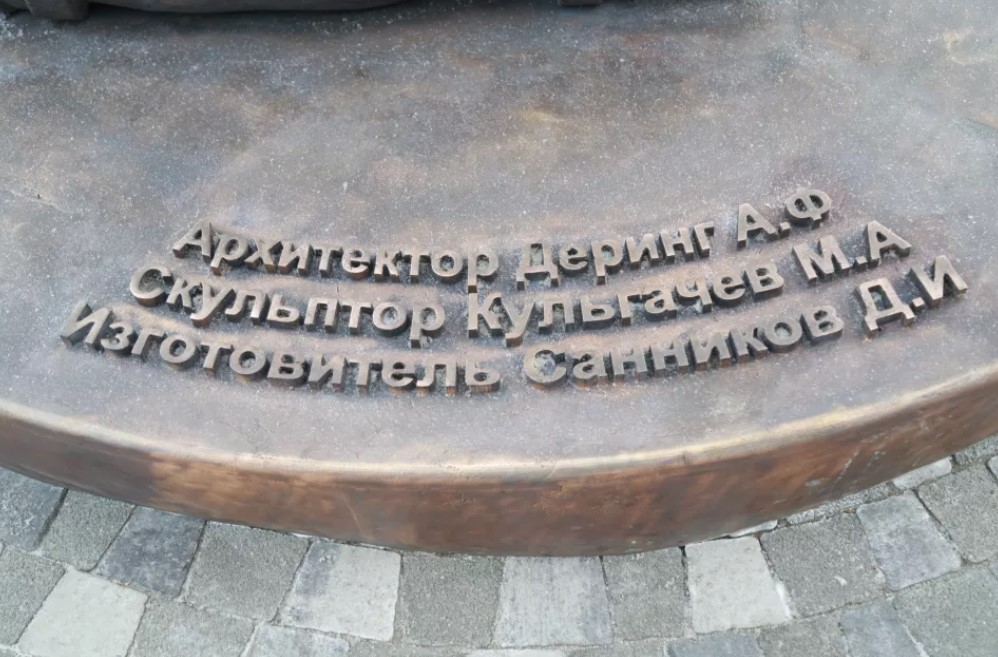 Архитектор Деринг А.Ф
Скульптор Кульгачев М.А
Изготовитель Санников Д.И